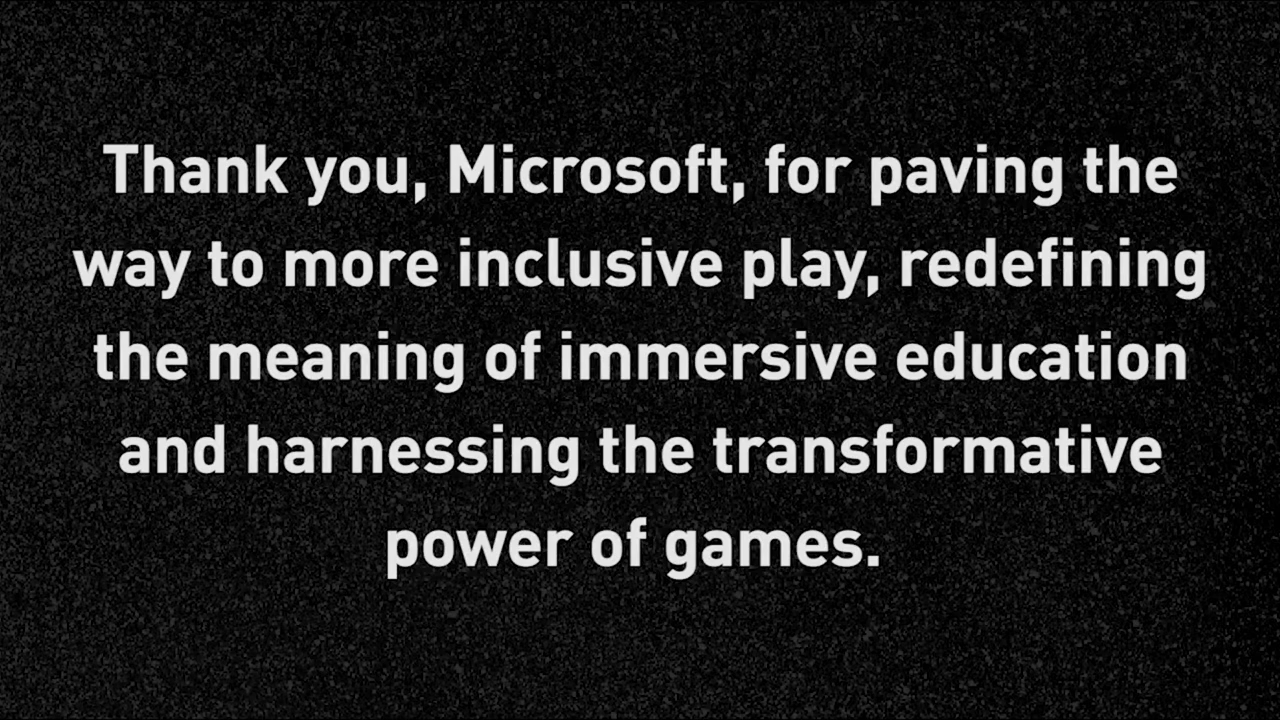 Thank you, Microsoft, for paving the
way to more inclusive play, redefining
the meaning of immersive education
and harnessing the transformative
power of games.